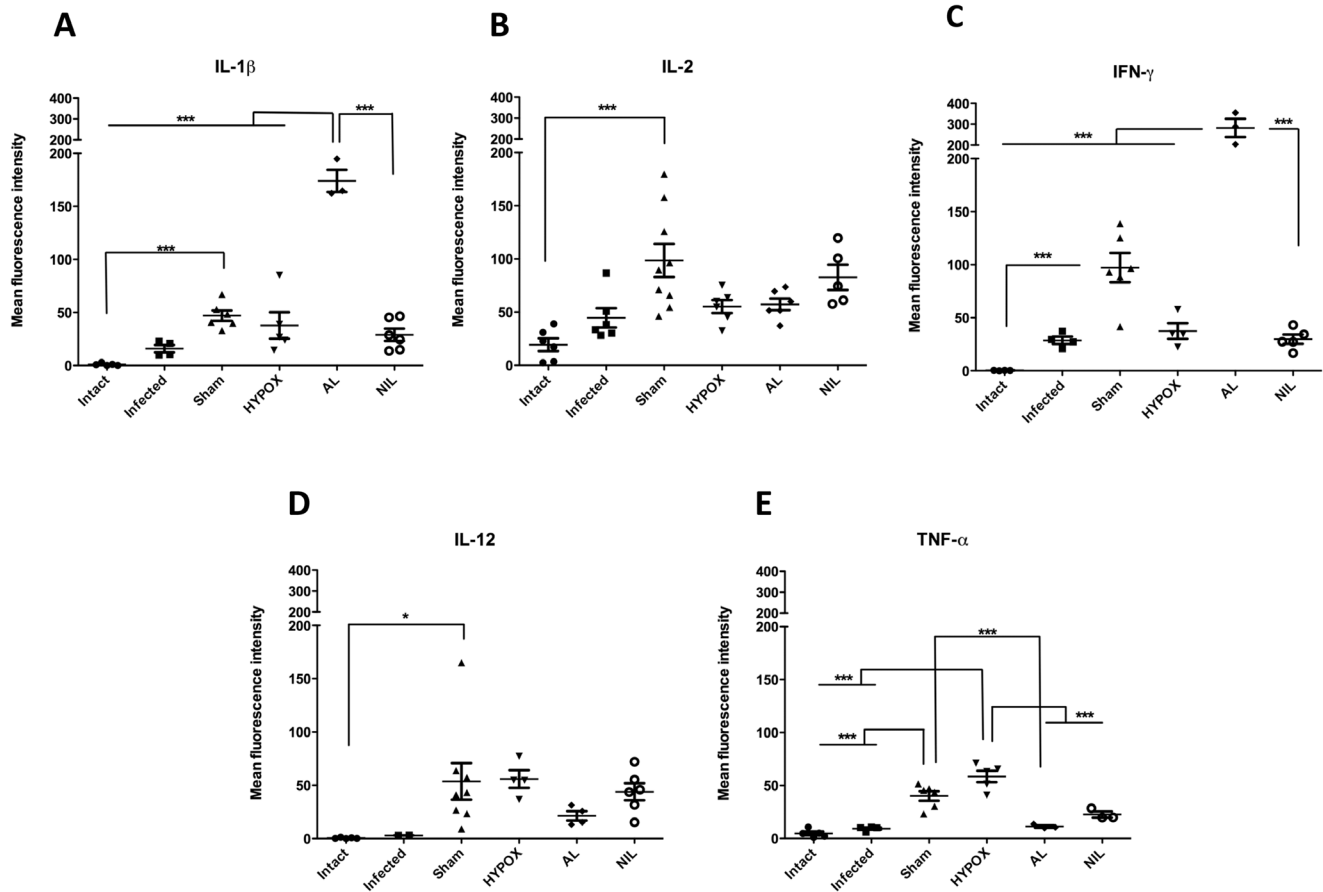 A
IL-1β
Mean fluorescence intensity
400
300
200
200
150
100
50
0
***
***
***
Intact
Infected
Sham
HYPOX
AL
NIL
B
IL-2
Mean fluorescence intensity
400
300
200
200
150
100
50
0
***
Intact
Infected
Sham
HYPOX
AL
NIL
C
IFN-γ
Mean fluorescence intensity
400
300
200
200
150
100
50
0
***
***
***
Intact
Infected
Sham
HYPOX
AL
NIL
D
IL-12
Mean fluorescence intensity
400
300
200
200
150
100
50
0
*
Intact
Infected
Sham
HYPOX
AL
NIL
E
TNF-α
Mean fluorescence intensity
400
300
200
200
150
100
50
0
***
***
***
***
Intact
Infected
Sham
HYPOX
AL
NIL